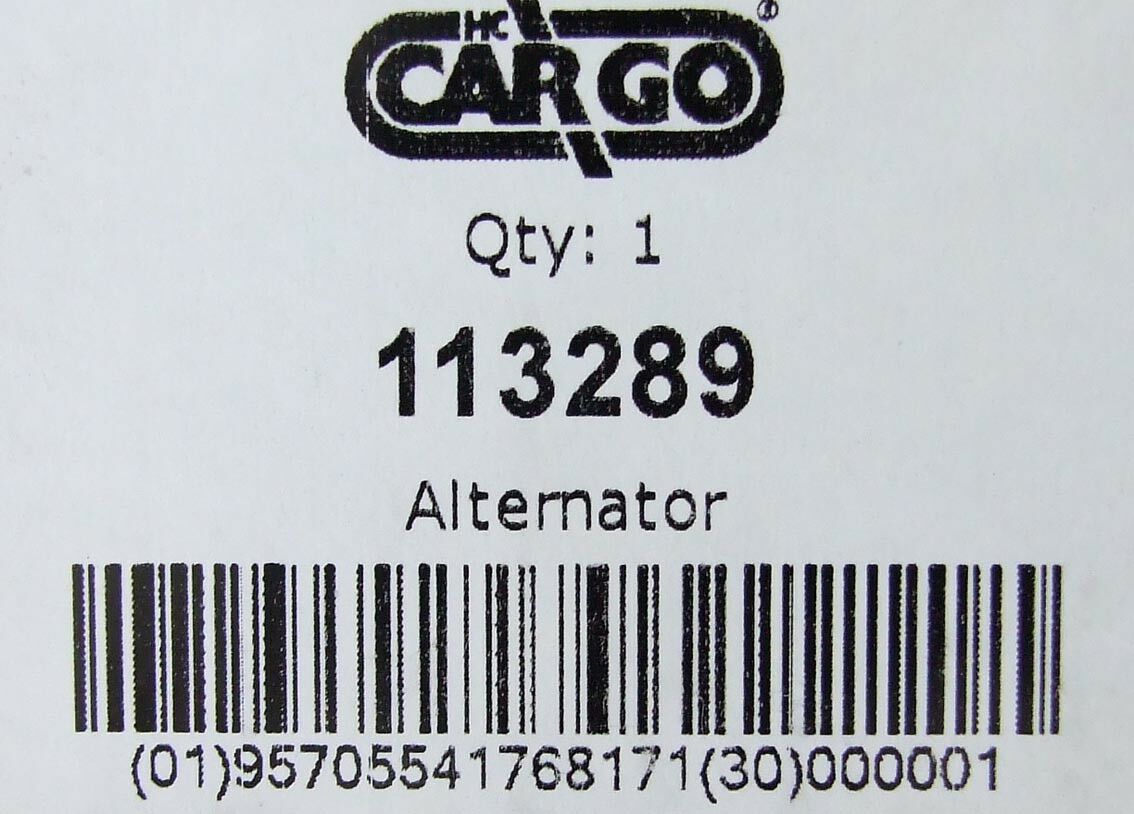 HC
CARGO®
Qty: 1
113289
Alternator
(01)95705541768171(30)000001